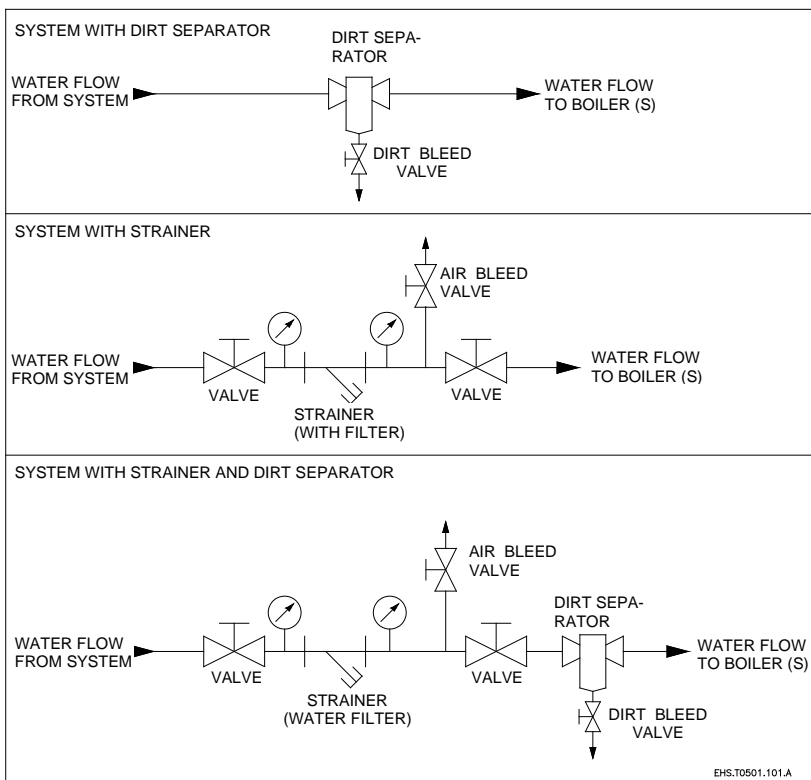 SYSTEM WITH DIRT SEPARATOR
DIRT SEPA-
RATOR
WATER FLOW
FROM SYSTEM
WATER FLOW
TO BOILER (S)
DIRT BLEED
VALVE
SYSTEM WITH STRAINER
AIR BLEED
VALVE
WATER FLOW
FROM SYSTEM
WATER FLOW
TO BOILER (S)
VALVE
STRAINER
(WITH FILTER)
VALVE
SYSTEM WITH STRAINER AND DIRT SEPARATOR
AIR BLEED
VALVE
DIRT SEPA-
RATOR
WATER FLOW
FROM SYSTEM
WATER FLOW
TO BOILER (S)
VALVE
STRAINER
(WATER FILTER)
VALVE
DIRT BLEED
VALVE
EHS.T0501.101.A